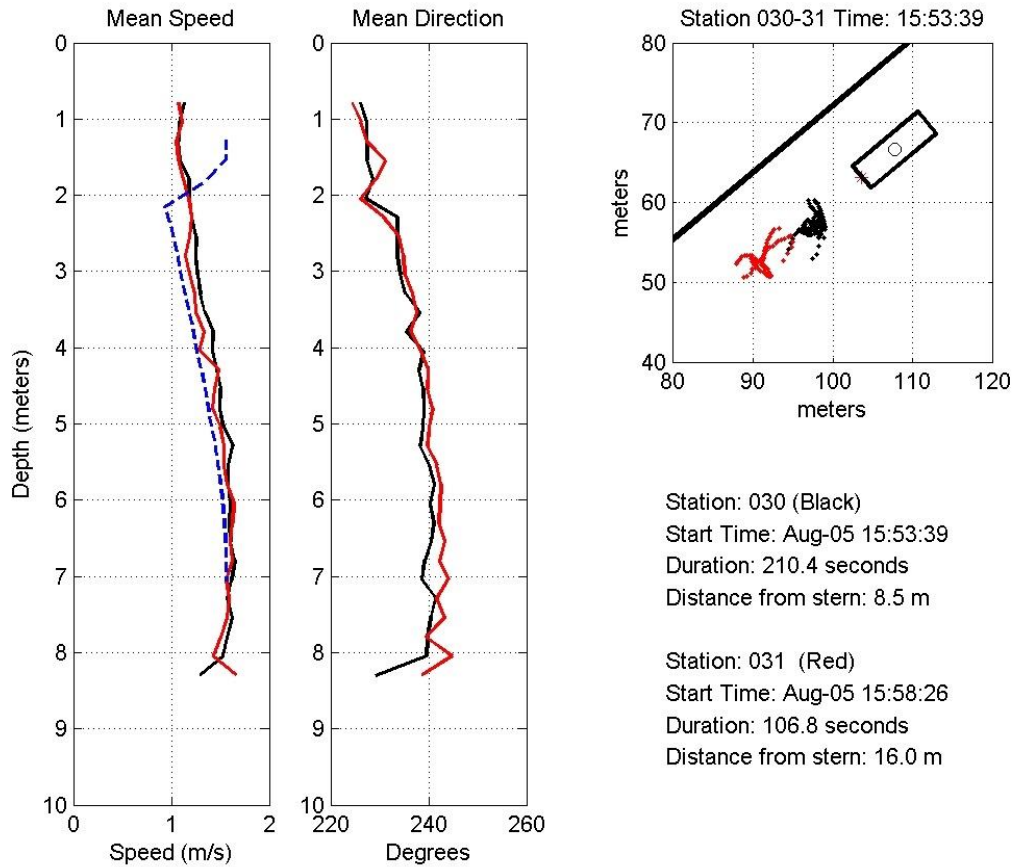 Mean Speed
0
1
2
3
4
5
6
7
8
9
10
Depth (meters)
0 1 2
Speed (m/s)
Mean Direction
0
1
2
3
4
5
6
7
8
9
10
220 240 260
Degrees
Station 030-31 Time: 15:53:39
80
70
60
50
40
meters
80 90 100 110 120
meters
Station: 030 (Black)
Start Time: Aug-05 15:53:39
Duration: 210.4 seconds
Distance from stern: 8.5 m
Station: 031 (Red)
Start Time: Aug-05 15:58:26
Duration: 106.8 seconds
Distance from stern: 16.0 m